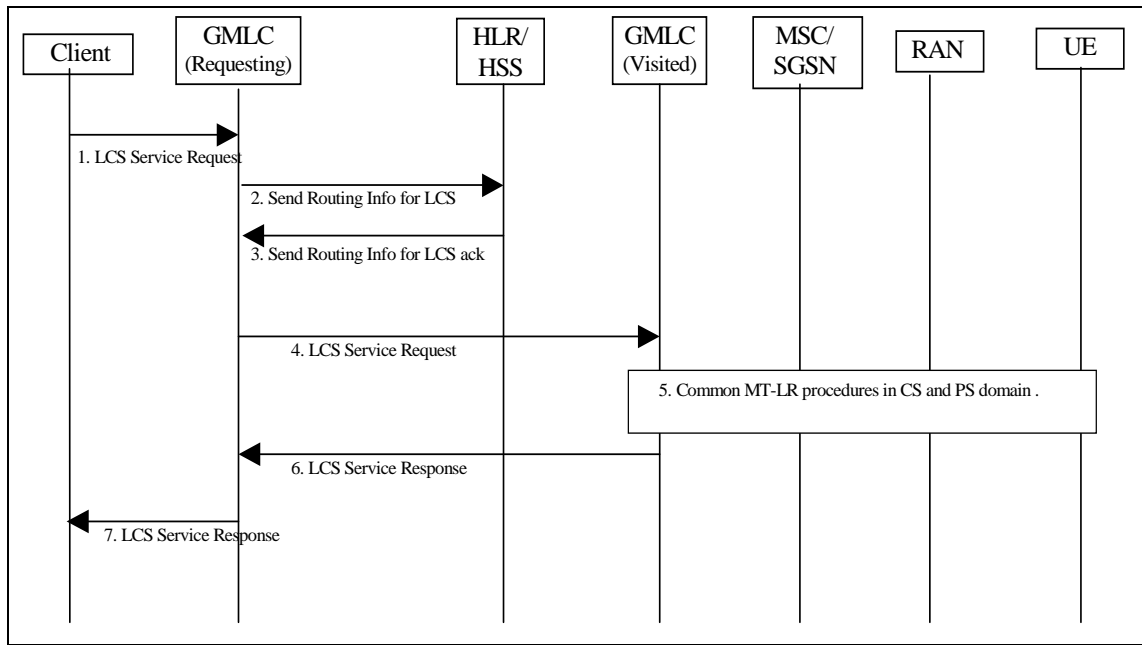 Client
GMLC
(Requesting)
HLR/
HSS
GMLC
(Visited)
MSC/
SGSN
RAN
UE
1. LCS Service Request
2. Send Routing Info for LCS
3. Send Routing Info for LCS ack
4. LCS Service Request
5. Common MT-LR procedures in CS and PS domain .
6. LCS Service Response
7. LCS Service Response